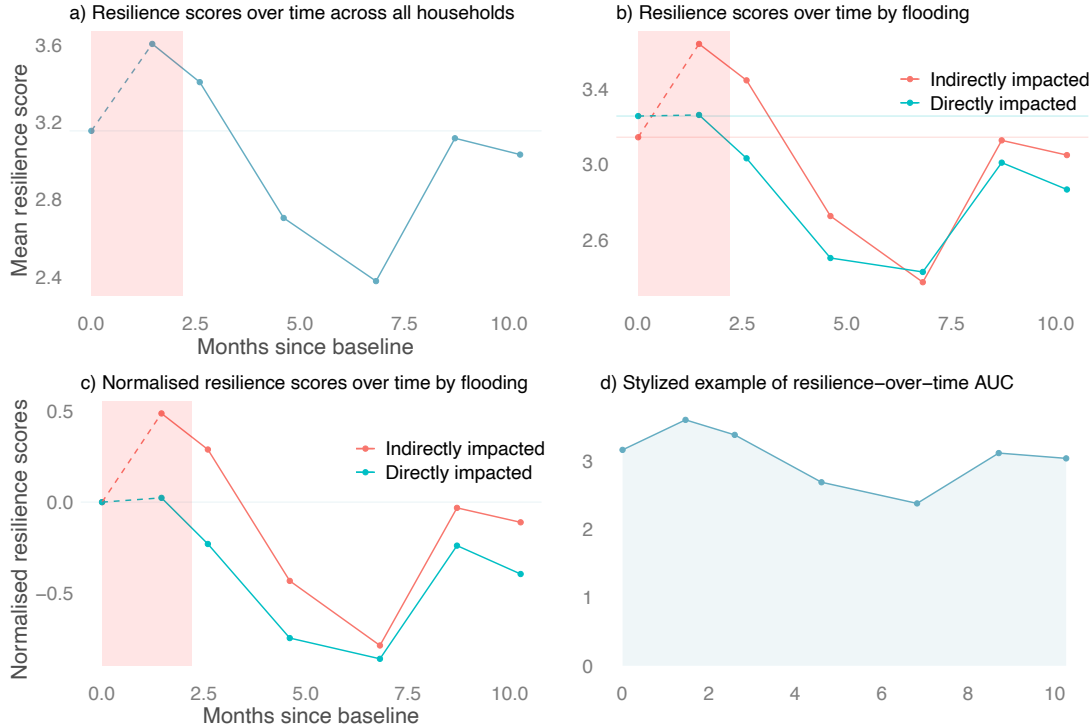 a) Resilience scores over time across all households
Mean resilience score
3.6
3.2
2.8
2.4
0.0 2.5 5.0 7.5 10.0
Months since baseline
b) Resilience scores over time by flooding
3.4
3.0
2.6
Indirectly impacted
Directly impacted
0.0 2.5 5.0 7.5 10.0
c) Normalised resilience scores over time by flooding
Normalised resilience scores
0.5
0.0
−0.5
Indirectly impacted
Directly impacted
0.0 2.5 5.0 7.5 10.0
Months since baseline
d) Stylized example of resilience−over−time AUC
3
2
1
0
0 2 4 6 8 10